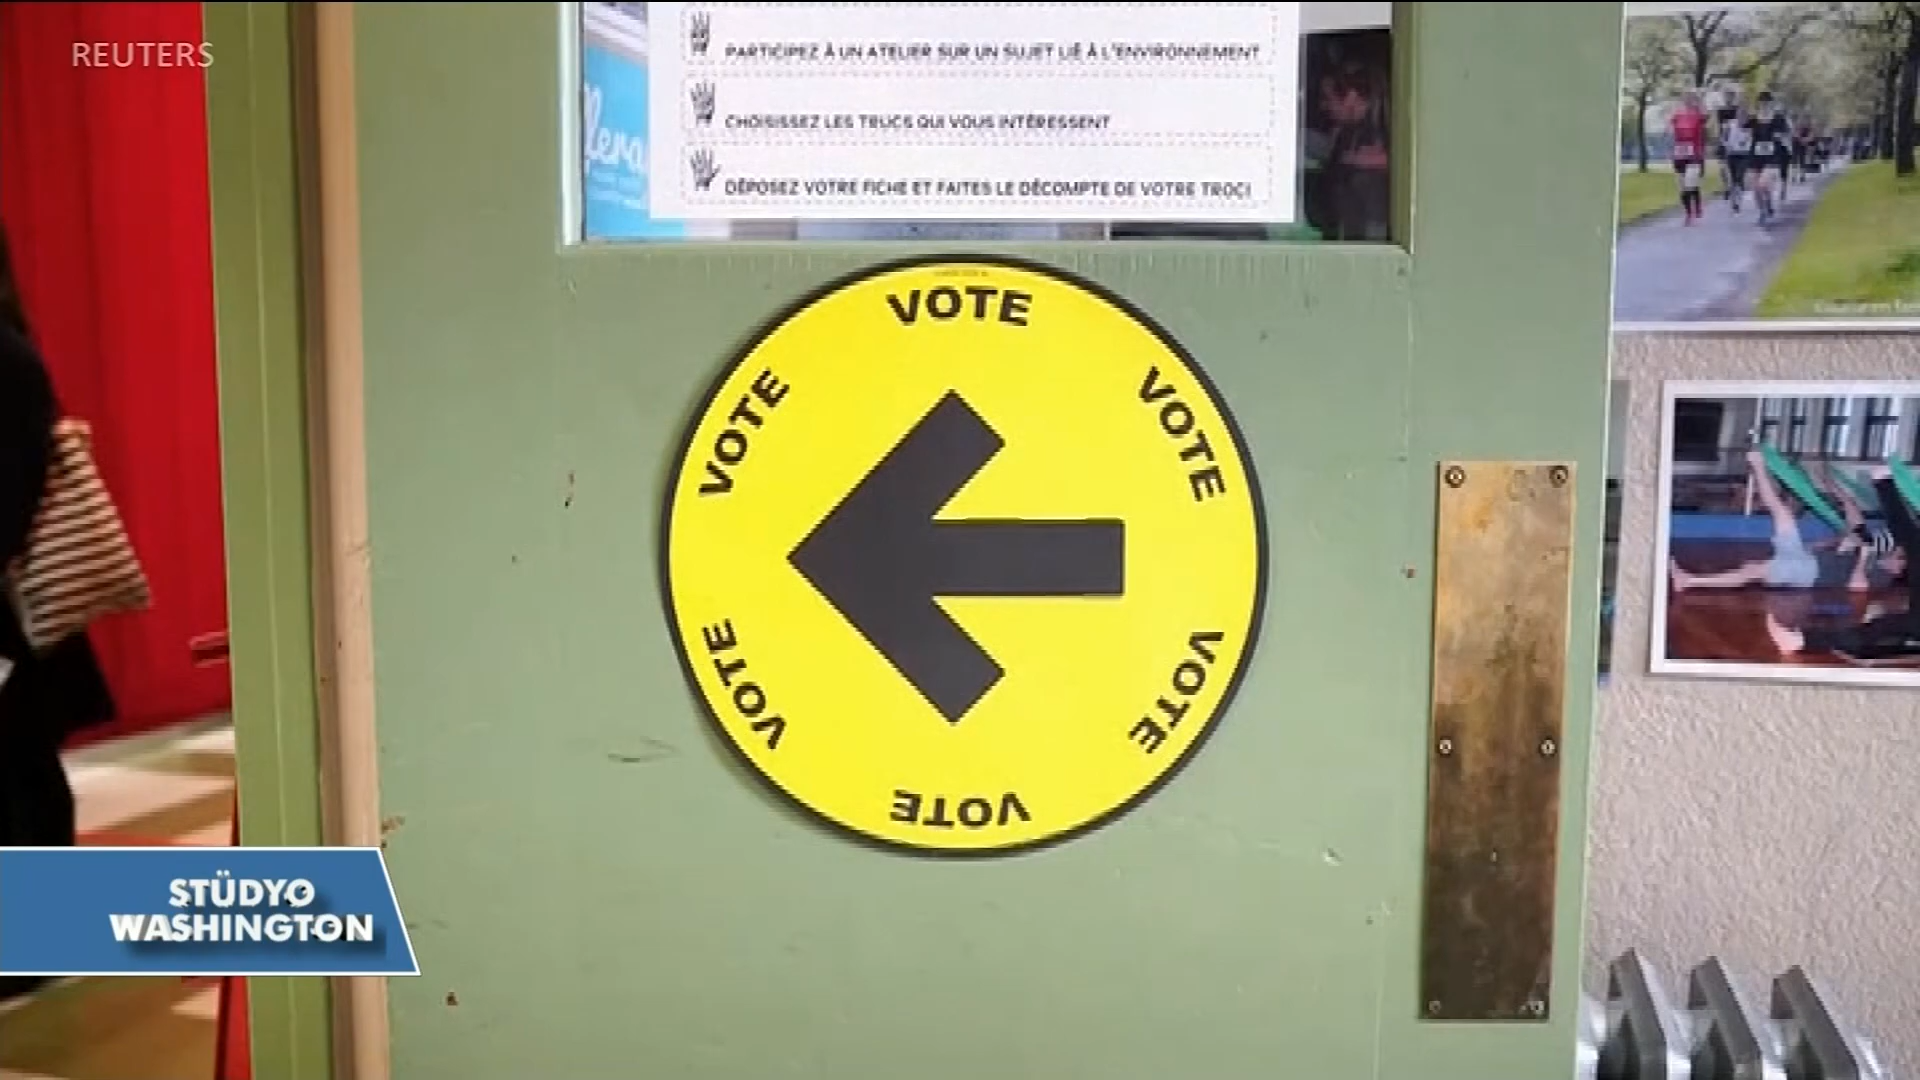 REUTERS
PARTICIPEZ À UN ATELIER SUR UN SUJET LIÉ À L'ENVIRONNEMENT
CHOISISSEZ LES TRUCS QUI VOUS INTÉRESSENT
DÉPOSEZ VOTRE FICHE ET FAITES LE DÉCOMPTE DE VOTRE TROC!
VOTE
VOTE
VOTE
VOTE
VOTE
VOTE
STÜDYO
WASHINGTON